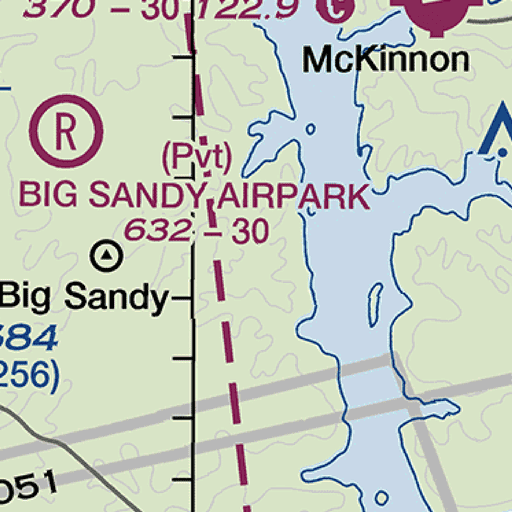 370 – 30 122.9 C
McKinnon
R
(Pvt)
BIG SANDY AIRPARK
632 – 30
Big Sandy
684
256)
051